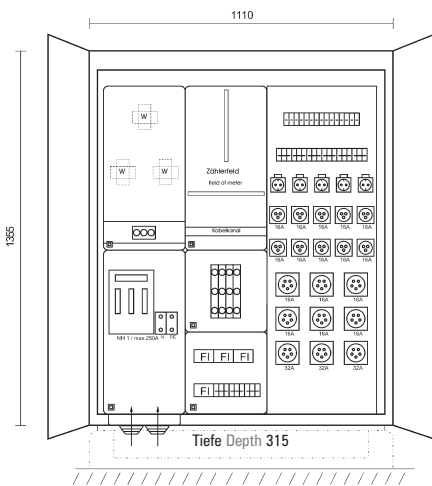 1110
1355
W
W W
Zählerfeld
field of meter
Kabelkanal
16A 16A 16A 16A 16A
16A 16A 16A 16A 16A
16A 16A 16A
16A 16A 16A
32A 32A 32A
NH 1 / max.250A N PE
FI FI FI
FI
Tiefe Depth 315